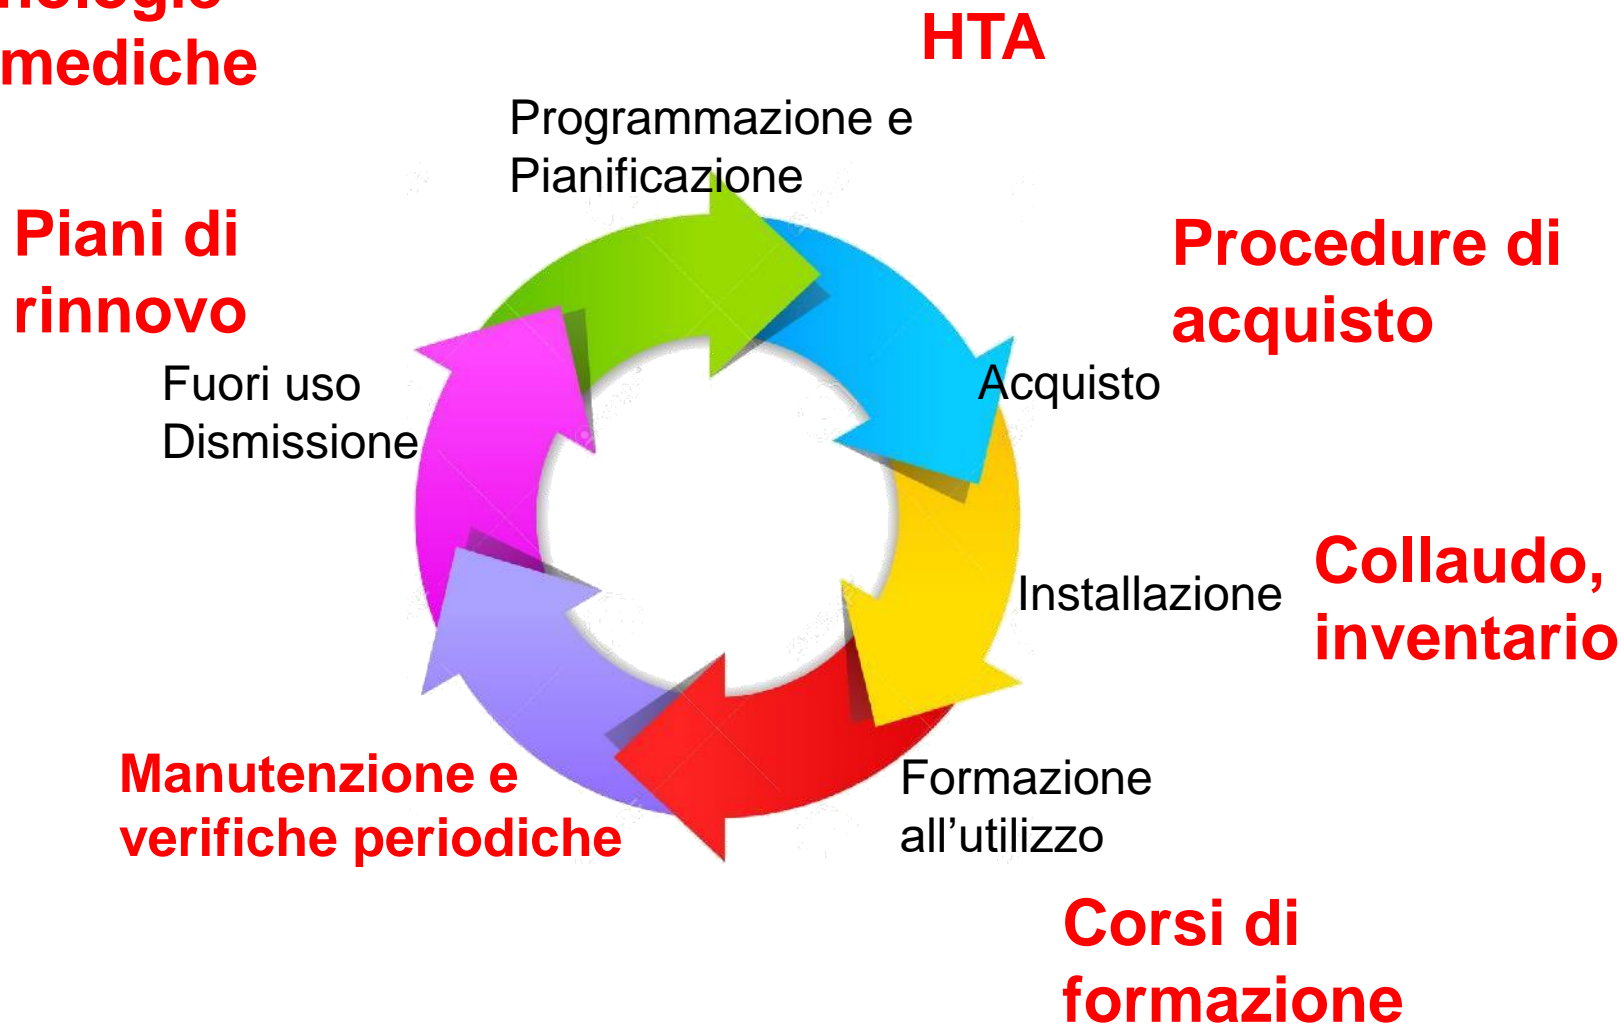 mediche
HTA
Programmazione e
Pianificazione
Piani di
rinnovo
Procedure di
acquisto
Fuori uso
Dismissione
Acquisto
Collaudo,
inventario
Installazione
Manutenzione e
verifiche periodiche
Formazione
all’utilizzo
Corsi di
formazione